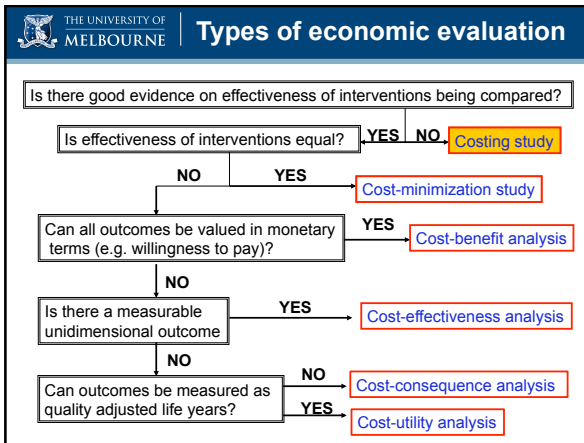 THE UNIVERSITY OF
MELBOURNE
Types of economic evaluation
Is there good evidence on effectiveness of interventions being compared?
Is effectiveness of interventions equal?
YES
NO
Costing study
NO
YES
Cost-minimization study
Can all outcomes be valued in monetary
terms (e.g. willingness to pay)?
YES
Cost-benefit analysis
NO
Is there a measurable
unidimensional outcome
YES
Cost-effectiveness analysis
NO
Can outcomes be measured as
quality adjusted life years?
NO
Cost-consequence analysis
YES
Cost-utility analysis